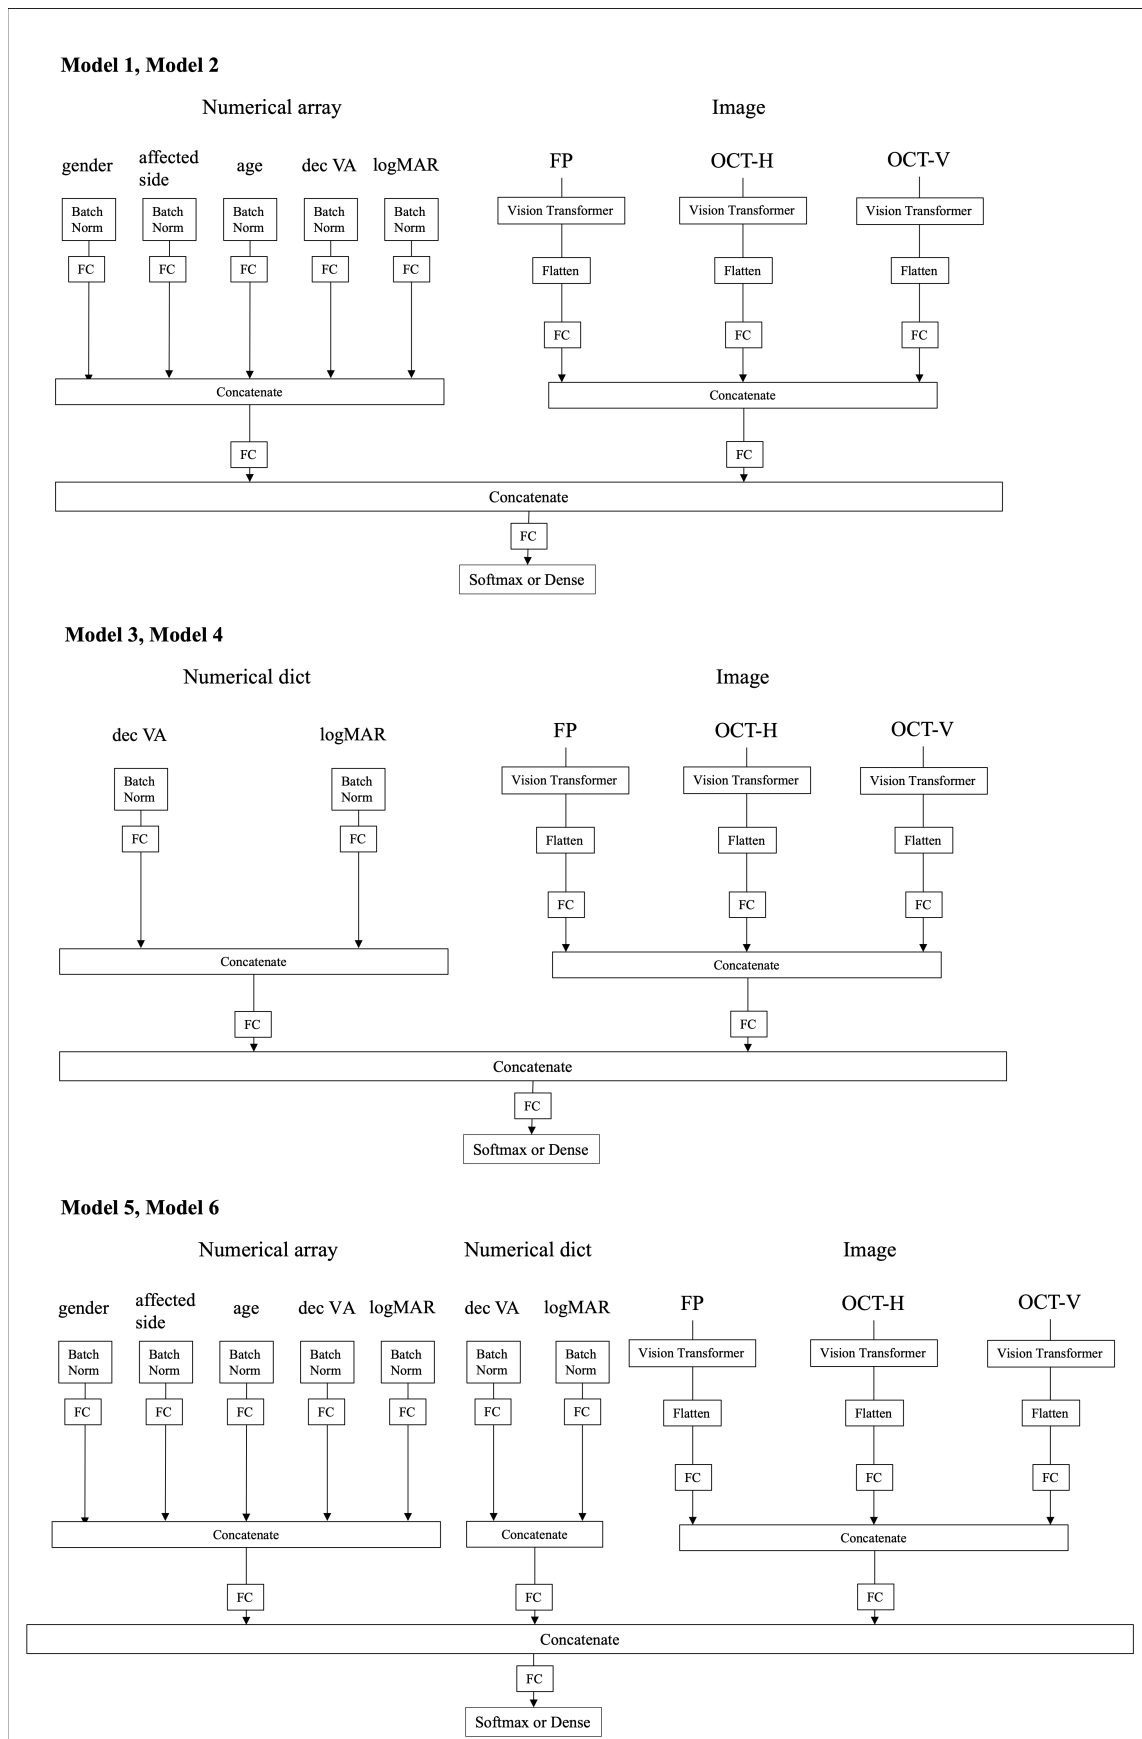 Model 1, Model 2
Numerical array
Image
gender
affected
side
age
dec VA
logMAR
FP
OCT-H
OCT-V
Batch
Norm
Batch
Norm
Batch
Norm
Batch
Norm
Batch
Norm
Vision Transformer
Vision Transformer
Vision Transformer
FC
FC
FC
FC
FC
Flatten
Flatten
Flatten
FC
FC
FC
Concatenate
Concatenate
FC
FC
Concatenate
FC
Softmax or Dense
Model 3, Model 4
Numerical dict
Image
dec VA
logMAR
FP
OCT-H
OCT-V
Batch
Norm
Batch
Norm
Vision Transformer
Vision Transformer
Vision Transformer
FC
FC
Flatten
Flatten
Flatten
FC
FC
FC
Concatenate
Concatenate
FC
FC
Concatenate
FC
Softmax or Dense
Model 5, Model 6
Numerical array
Numerical dict
Image
gender
affected
side
age
dec VA
logMAR
dec VA
logMAR
FP
OCT-H
OCT-V
Batch
Norm
Batch
Norm
Batch
Norm
Batch
Norm
Batch
Norm
Batch
Norm
Batch
Norm
Vision Transformer
Vision Transformer
Vision Transformer
FC
FC
FC
FC
FC
FC
FC
Flatten
Flatten
Flatten
FC
FC
FC
Concatenate
Concatenate
Concatenate
FC
FC
FC
Concatenate
FC
Softmax or Dense